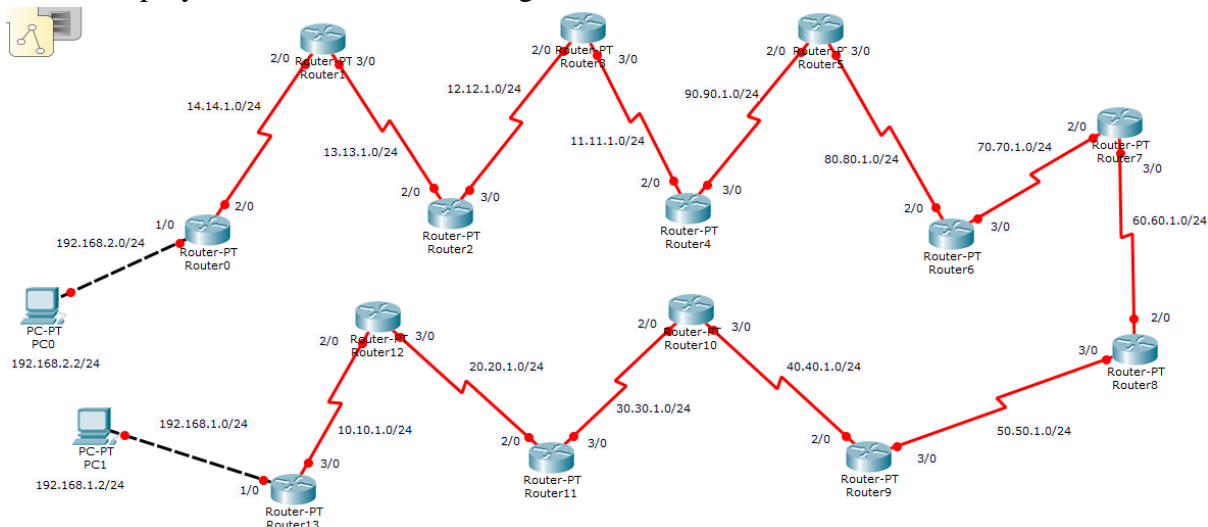 2/0
Router-PT
Router1
3/0
14.14.1.0/24
13.13.1.0/24
2/0
3/0
Router-PT
Router2
12.12.1.0/24
2/0
Router-PT
Router3
3/0
11.11.1.0/24
2/0
3/0
Router-PT
Router4
90.90.1.0/24
2/0
3/0
Router5
80.80.1.0/24
2/0
3/0
Router-PT
Router6
70.70.1.0/24
2/0
Router-PT
Router7
3/0
60.60.1.0/24
2/0
3/0
Router-PT
Router8
1/0
2/0
Router-PT
Router0
192.168.2.0/24
PC-PT
PC0
192.168.2.2/24
2/0
3/0
Router-PT
Router12
20.20.1.0/24
2/0
3/0
Router-PT
Router11
30.30.1.0/24
2/0
3/0
Router-PT
Router10
40.40.1.0/24
2/0
3/0
Router-PT
Router9
50.50.1.0/24
10.10.1.0/24
192.168.1.0/24
PC-PT
PC1
192.168.1.2/24
1/0
3/0
Router-PT
Router13